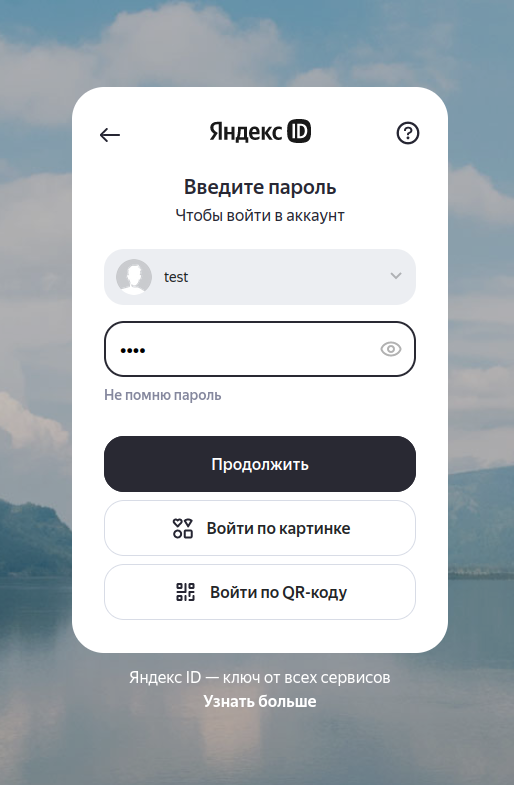 Яндекс ID
Введите пароль
Чтобы войти в аккаунт
test
••••
Не помню пароль
Продолжить
Войти по картинке
Войти по QR-коду
Яндекс ID — ключ от всех сервисов
Узнать больше